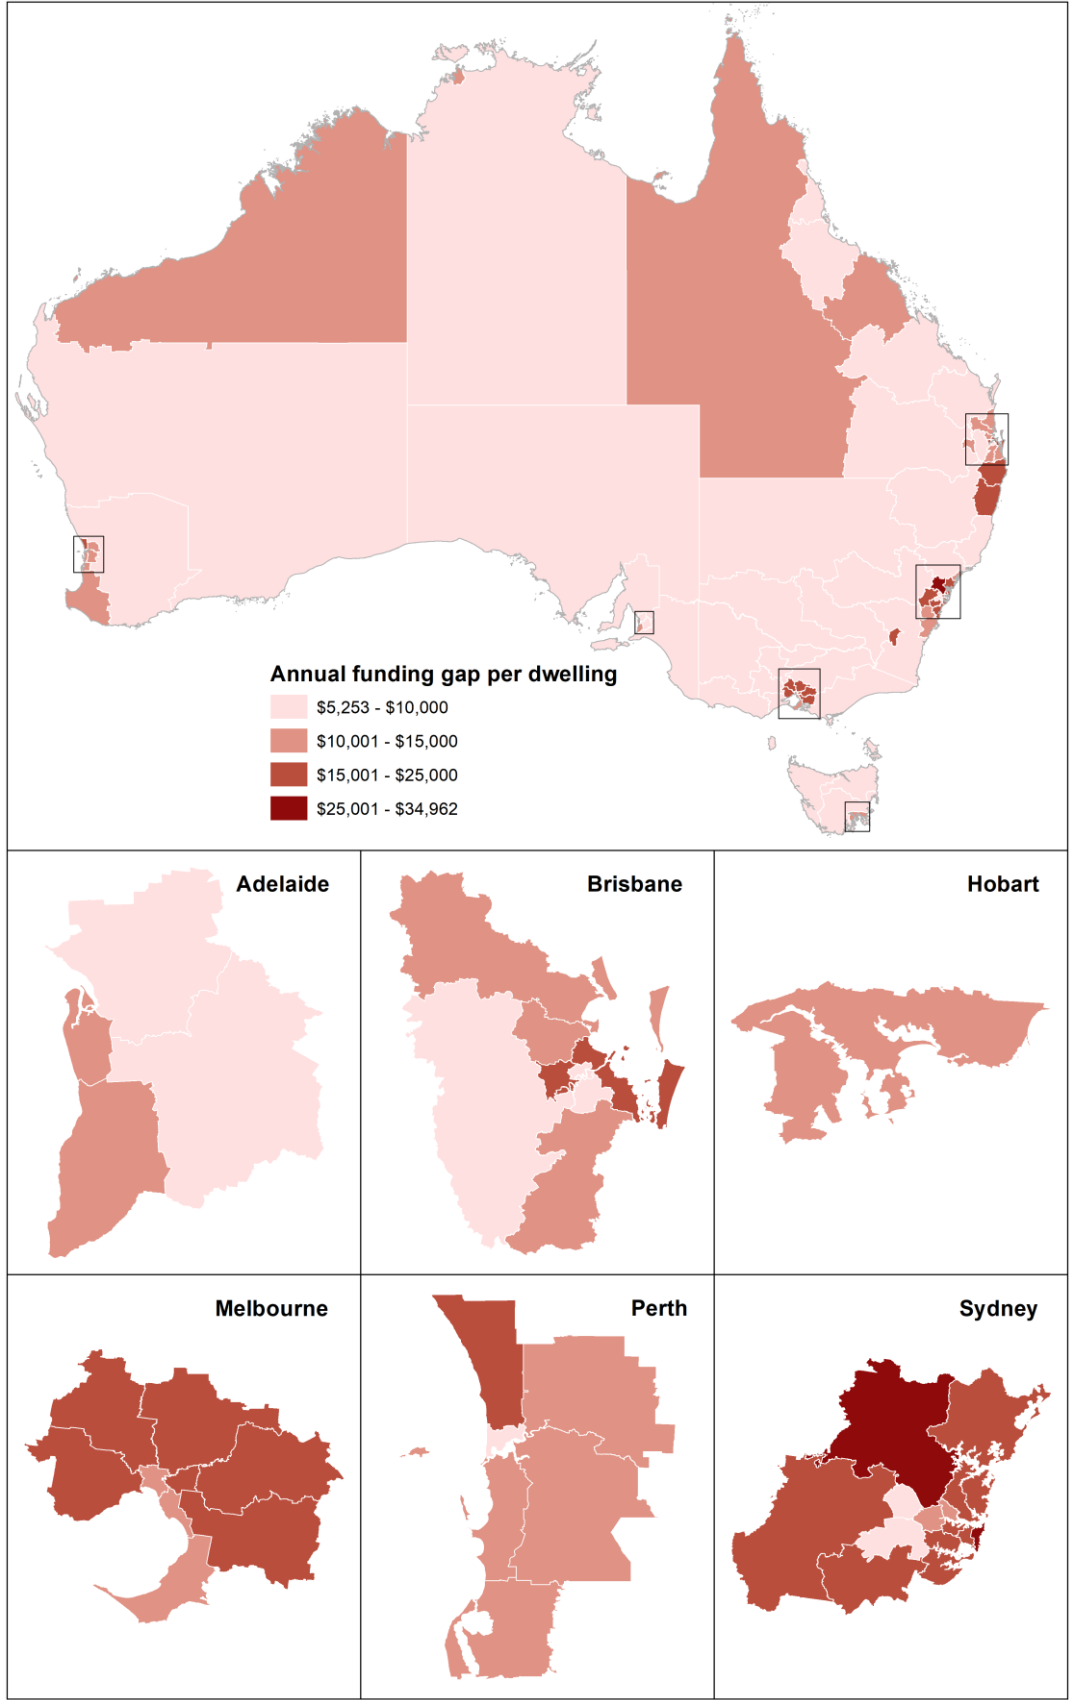 Annual funding gap per dwelling
$5,253 - $10,000
$10,001 - $15,000
$15,001 - $25,000
$25,001 - $34,962
Adelaide
Brisbane
Hobart
Melbourne
Perth
Sydney